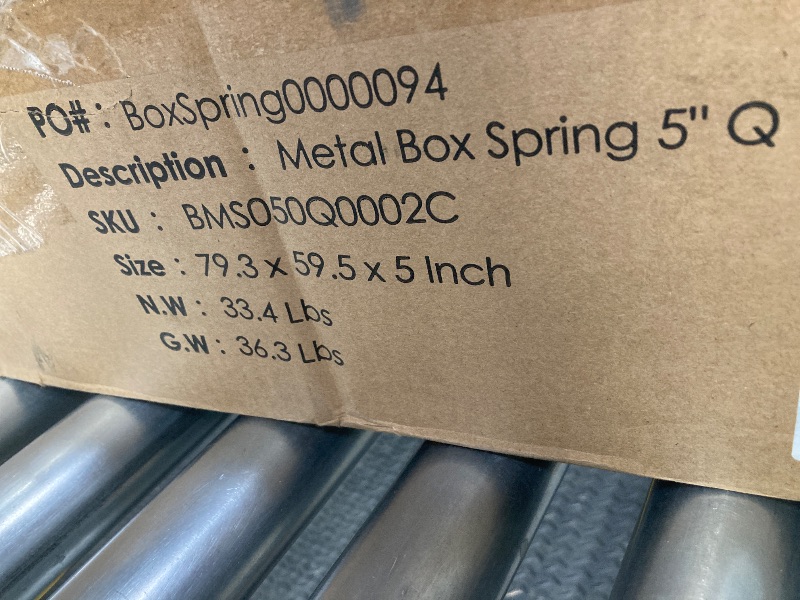 PO# : BoxSpring0000094
Description : Metal Box Spring 5" Q
SKU : BMSO50Q0002C
Size : 79.3 x 59.5 x 5 Inch
N.W : 33.4 Lbs
G.W : 36.3 Lbs